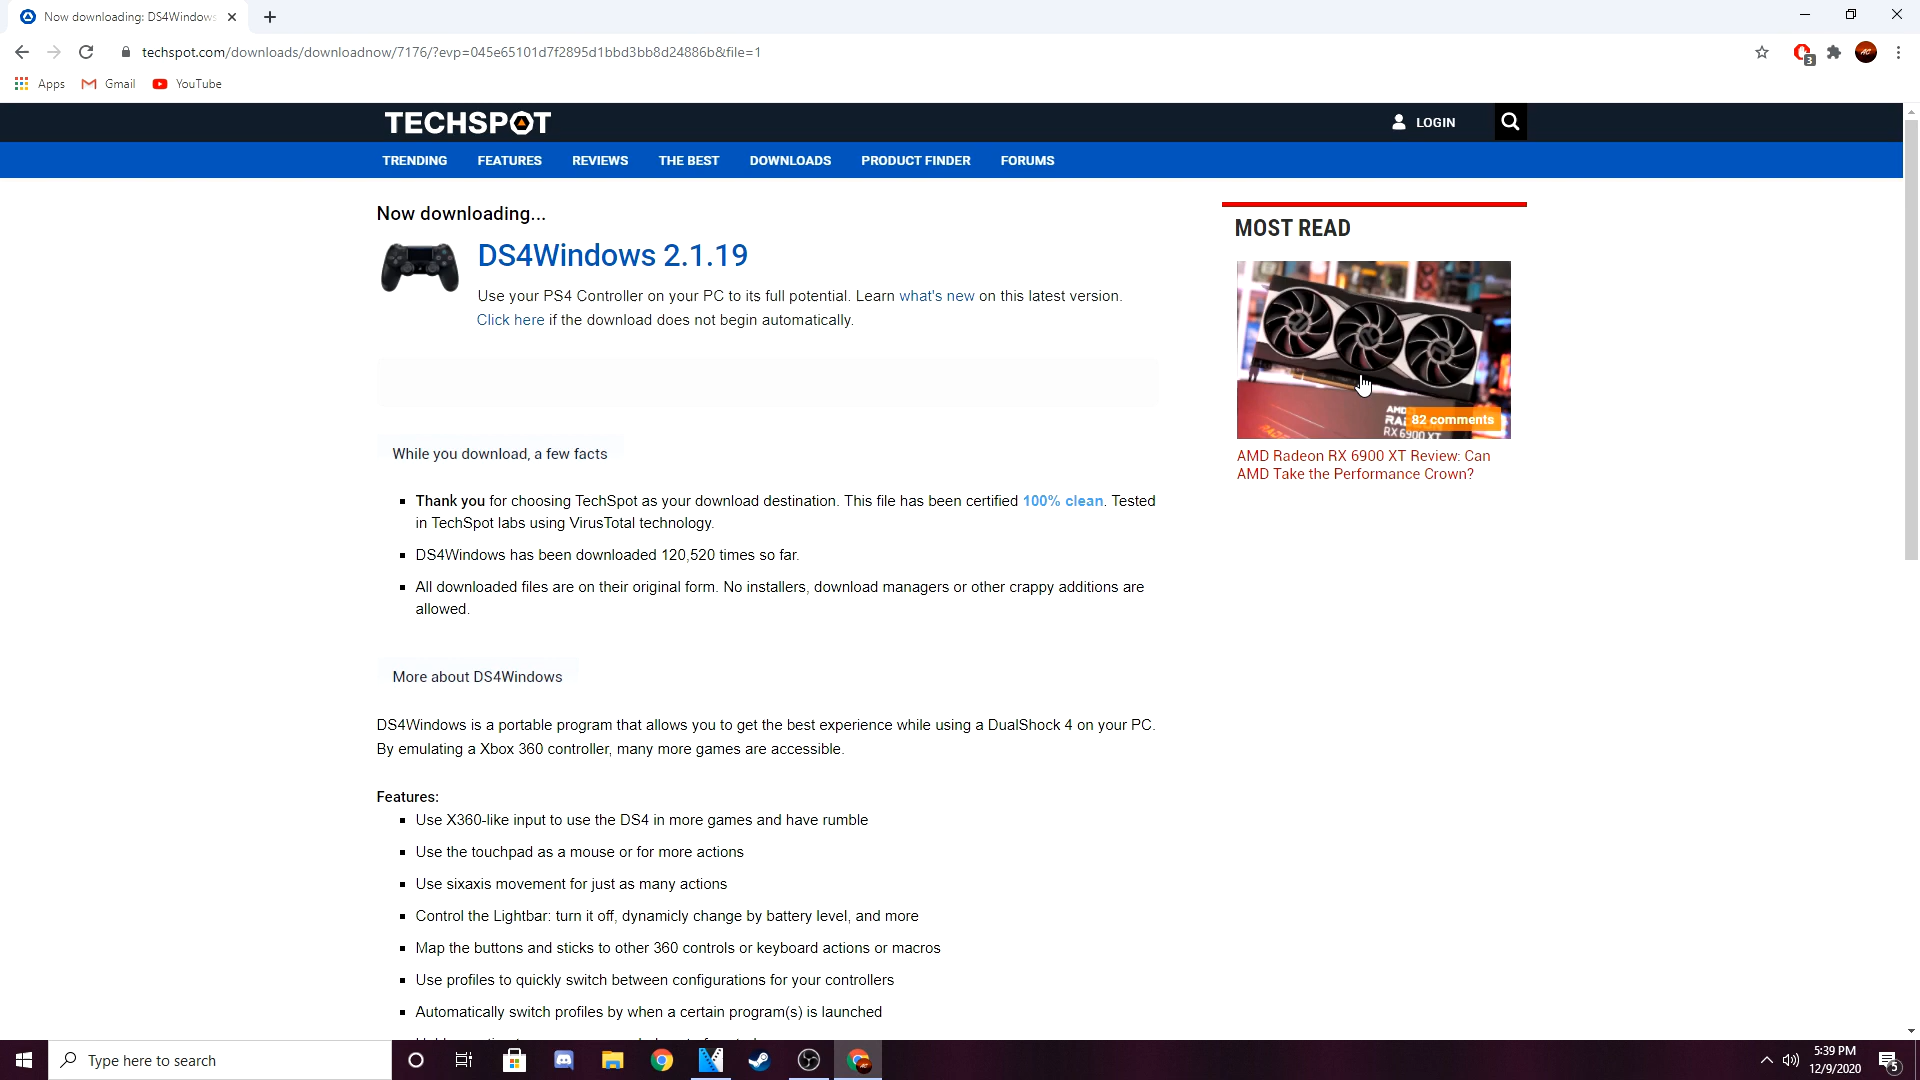 Now downloading: DS4Windows
techspot.com/downloads/downloadnow/7176/?evp=045e65101d7f2895d1bbd3bb8d24886b&file=1
3
AC
Apps
Gmail
YouTube
TECHSPOT
LOGIN
TRENDING FEATURES REVIEWS THE BEST DOWNLOADS PRODUCT FINDER FORUMS
Now downloading...
DS4Windows 2.1.19
Use your PS4 Controller on your PC to its full potential. Learn what's new on this latest version.
Click here if the download does not begin automatically.
While you download, a few facts
Thank you for choosing TechSpot as your download destination. This file has been certified 100% clean. Tested
in TechSpot labs using VirusTotal technology.
DS4Windows has been downloaded 120,520 times so far.
All downloaded files are on their original form. No installers, download managers or other crappy additions are
allowed.
More about DS4Windows
DS4Windows is a portable program that allows you to get the best experience while using a DualShock 4 on your PC.
By emulating a Xbox 360 controller, many more games are accessible.
Features:
Use X360-like input to use the DS4 in more games and have rumble
Use the touchpad as a mouse or for more actions
Use sixaxis movement for just as many actions
Control the Lightbar: turn it off, dynamicly change by battery level, and more
Map the buttons and sticks to other 360 controls or keyboard actions or macros
Use profiles to quickly switch between configurations for your controllers
Automatically switch profiles by when a certain program(s) is launched
MOST READ
AMD
RA
RX 6900 XT
82 comments
AMD Radeon RX 6900 XT Review: Can
AMD Take the Performance Crown?
Type here to search
5:39 PM
12/9/2020
5